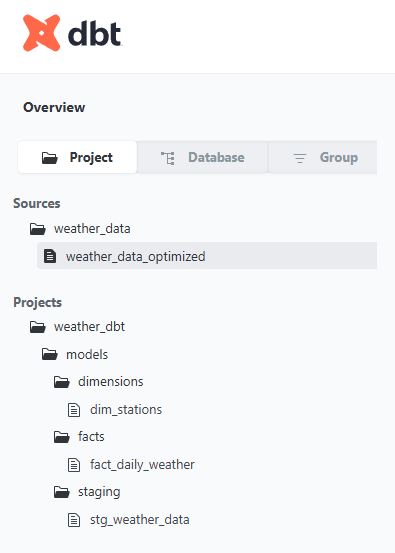 dbt
Overview
Project Database Group
Sources
weather_data
weather_data_optimized
Projects
weather_dbt
models
dimensions
dim_stations
facts
fact_daily_weather
staging
stg_weather_data